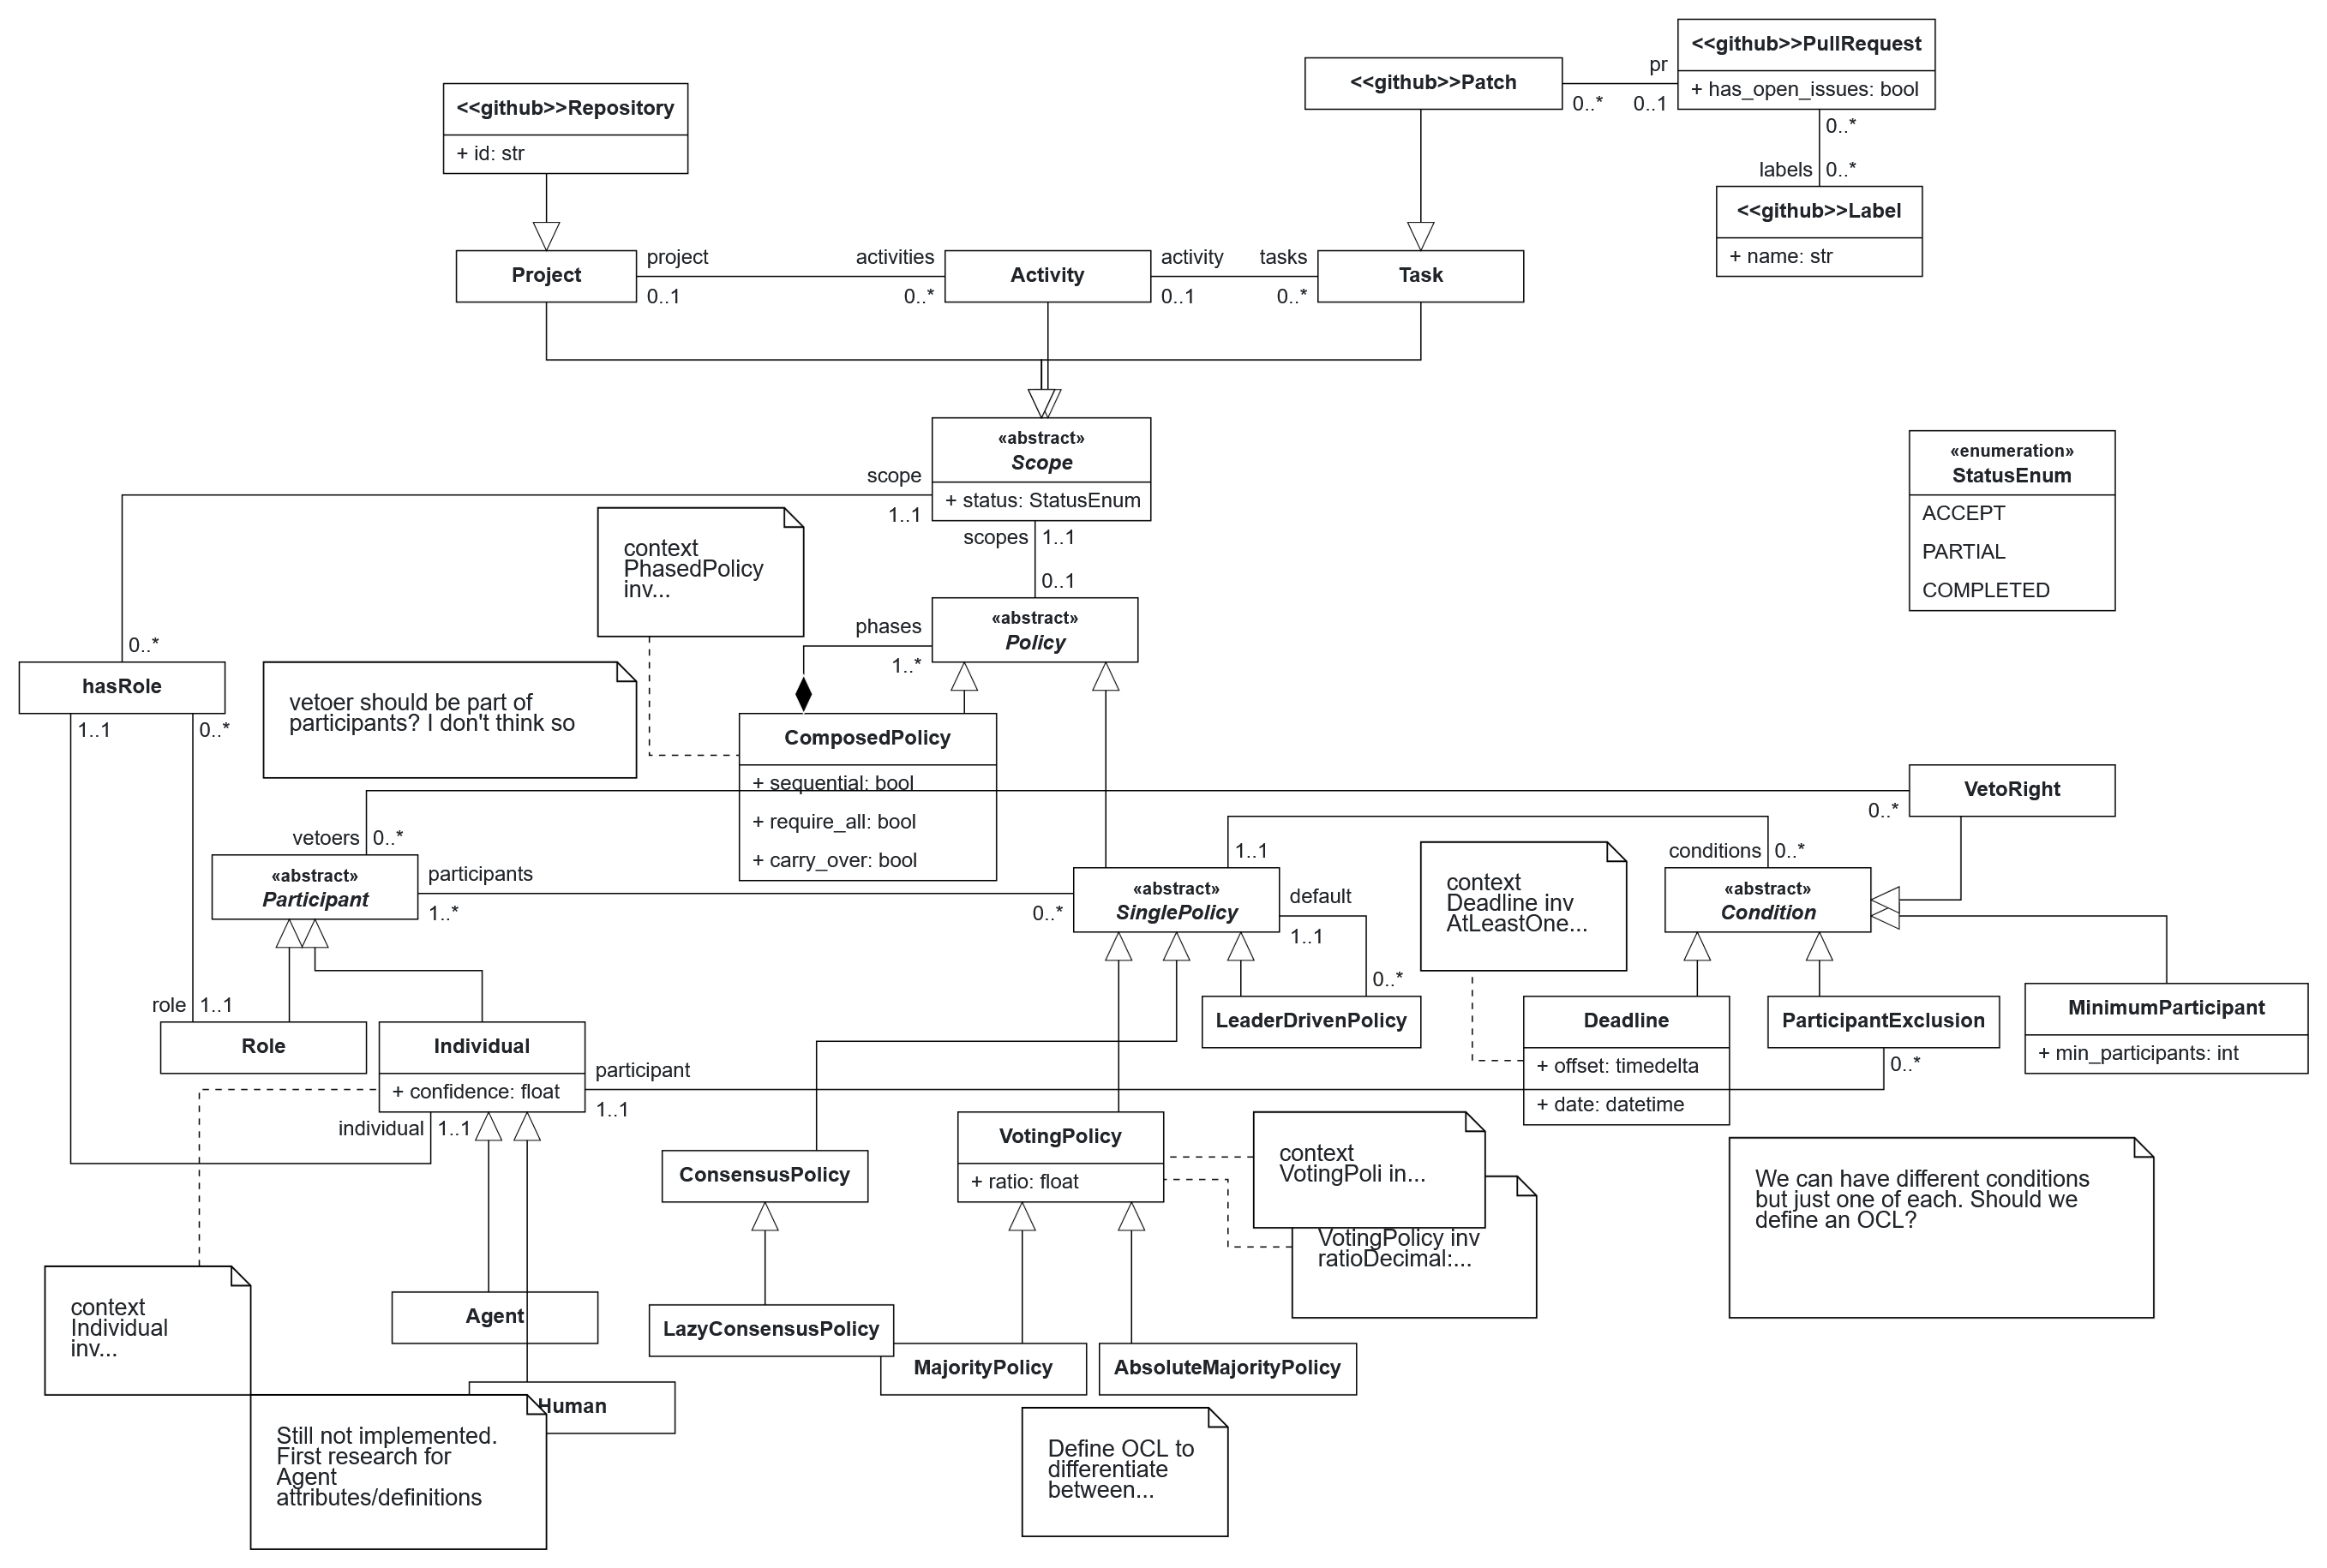 <<github>>PullRequest
+ has_open_issues: bool
<<github>>Patch
pr
0..*
0..1
<<github>>Repository
+ id: str
0..*
labels
0..*
<<github>>Label
+ name: str
Project
project
0..1
activities
0..*
Activity
activity
0..1
tasks
0..*
Task
«abstract»
Scope
+ status: StatusEnum
scope
1..1
scopes
1..1
0..1
«enumeration»
StatusEnum
ACCEPT
PARTIAL
COMPLETED
context
PhasedPolicy
inv...
«abstract»
Policy
phases
1..*
0..*
hasRole
1..1
0..*
vetoer should be part of
participants? I don't think so
ComposedPolicy
+ sequential: bool
+ require_all: bool
+ carry_over: bool
VetoRight
0..*
vetoers
0..*
«abstract»
Participant
participants
1..*
0..*
1..1
«abstract»
SinglePolicy
default
1..1
0..*
context
Deadline inv
AtLeastOne...
conditions
0..*
«abstract»
Condition
role
1..1
Role
Individual
+ confidence: float
participant
1..1
individual
1..1
LeaderDrivenPolicy
Deadline
+ offset: timedelta
+ date: datetime
ParticipantExclusion
0..*
MinimumParticipant
+ min_participants: int
ConsensusPolicy
VotingPolicy
+ ratio: float
context
VotingPoli in...
VotingPolicy inv
ratioDecimal:...
We can have different conditions
but just one of each. Should we
define an OCL?
context
Individual
inv...
Agent
LazyConsensusPolicy
MajorityPolicy
AbsoluteMajorityPolicy
Human
Still not implemented.
First research for
Agent
attributes/definitions
Define OCL to
differentiate
between...